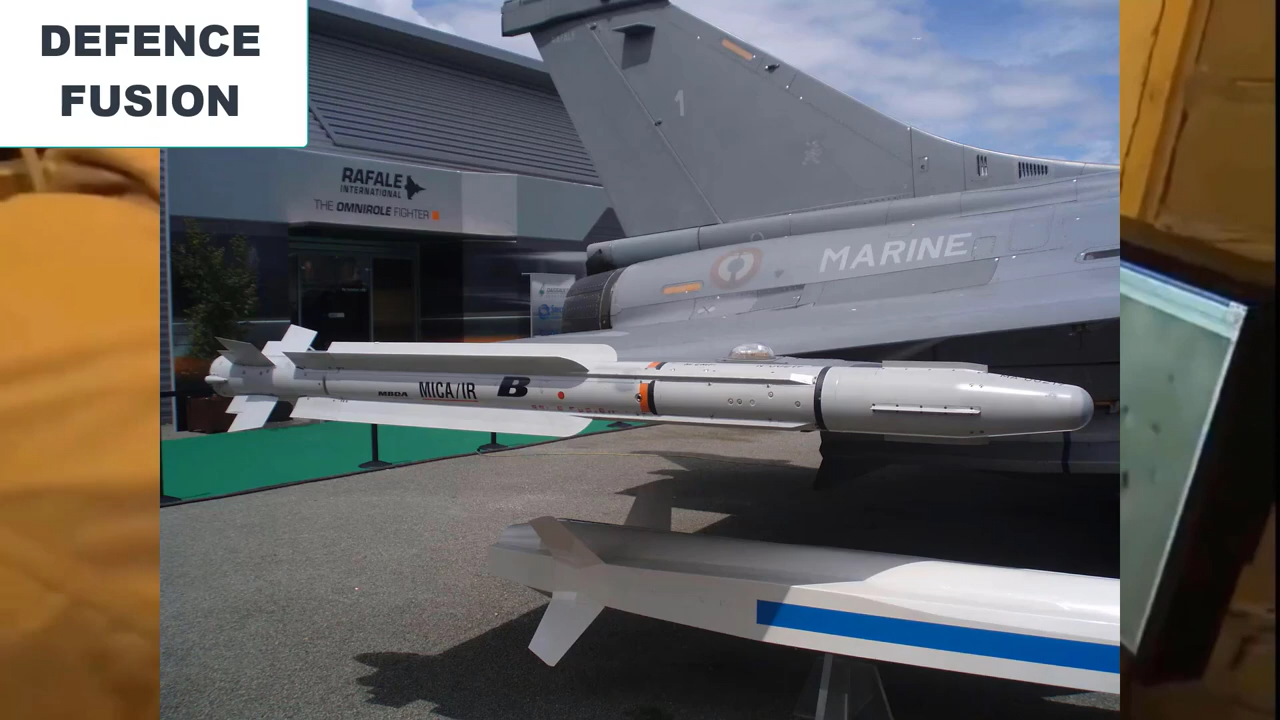 DEFENCE
FUSION
1
RAFALE
INTERNATIONAL
THE OMNIROLE FIGHTER
MARINE
MBDA MICA/IR B